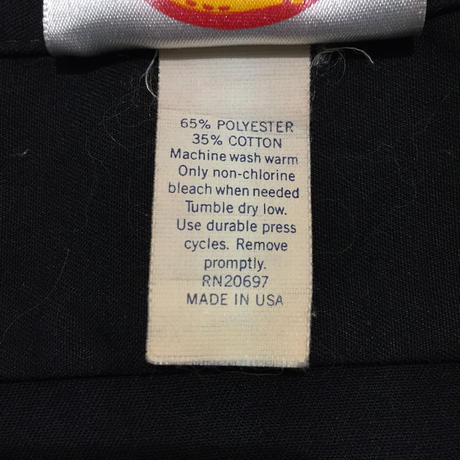 65% POLYESTER
35% COTTON
Machine wash warm
Only non-chlorine
bleach when needed
Tumble dry low.
Use durable press
cycles. Remove
promptly.
RN20697
MADE IN USA